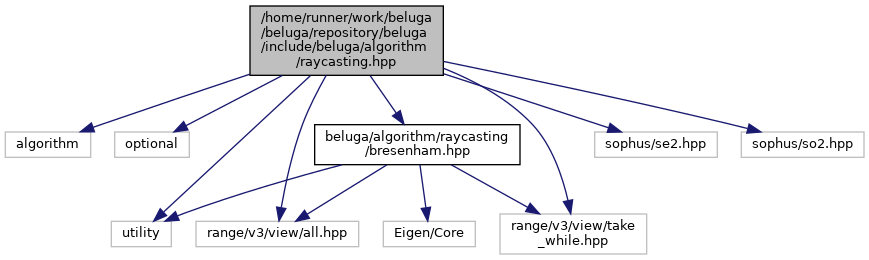 /home/runner/work/beluga
/beluga/repository/beluga
/include/beluga/algorithm
/raycasting.hpp
algorithm
optional
beluga/algorithm/raycasting
/bresenham.hpp
sophus/se2.hpp
sophus/so2.hpp
utility
range/v3/view/all.hpp
Eigen/Core
range/v3/view/take
_while.hpp